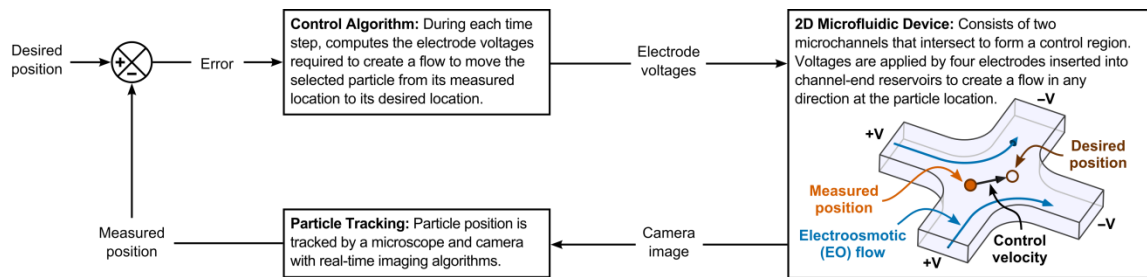 Desired
position
+
−
Error
Control Algorithm: During each time
step, computes the electrode voltages
required to create a flow to move the
selected particle from its measured
location to its desired location.
Electrode
voltages
2D Microfluidic Device: Consists of two
microchannels that intersect to form a control region.
Voltages are applied by four electrodes inserted into
channel-end reservoirs to create a flow in any
direction at the particle location.
−V
+V
Desired
position
Measured
position
Electroosmotic
(EO) flow
−V
Control
velocity
+V
Camera
image
Particle Tracking: Particle position is
tracked by a microscope and camera
with real-time imaging algorithms.
Measured
position